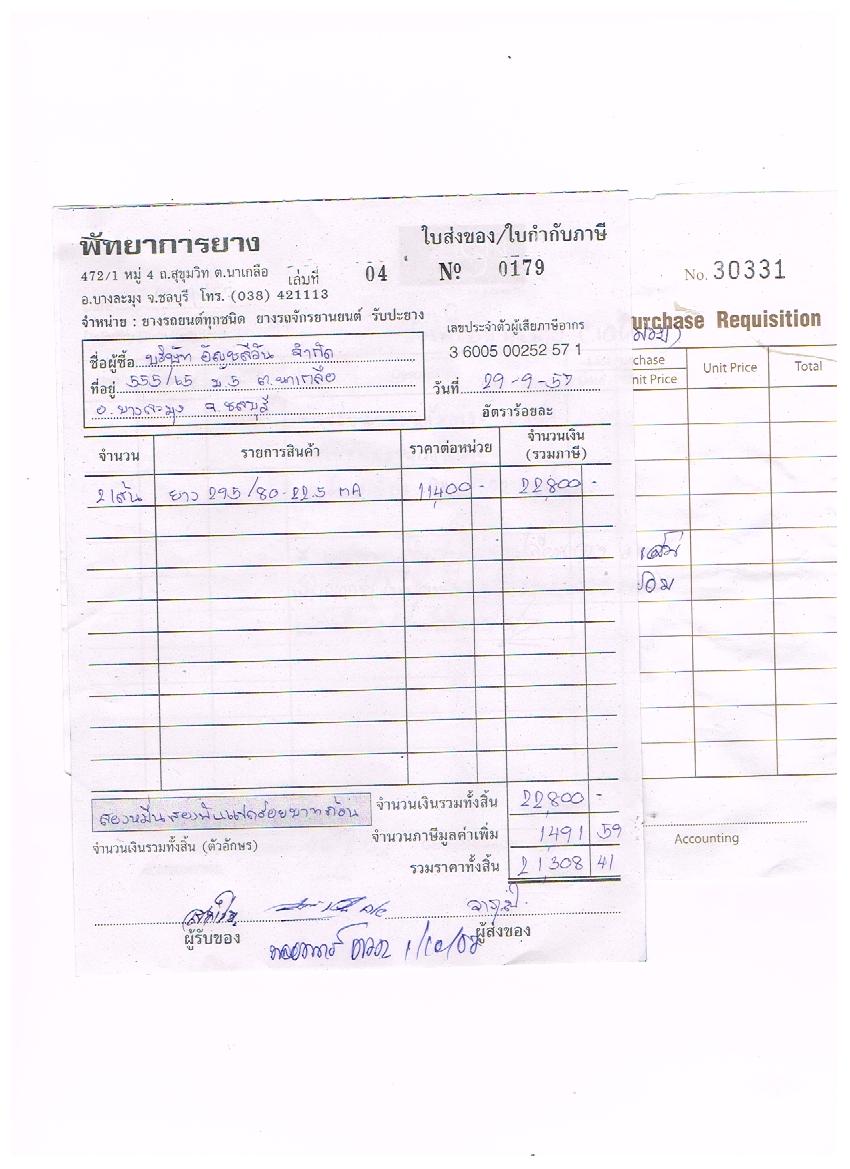 พัทยาการยาง
ใบส่งของ/ใบกำกับภาษี
472/1 หมู่ 4 ถ.สุขุมวิท ต.นาเกลือ เล่มที่ 04 Nº 0179
อ.บางละมุง จ.ชลบุรี โทร. (038) 421113
จำหน่าย : ยางรถยนต์ทุกชนิด ยางรถจักรยานยนต์ รับปะยาง
เลขประจำตัวผู้เสียภาษีอากร
3 6005 00252 57 1
ชื่อผู้ซื้อ บริษัท จำกัด
ที่อยู่ 555/65 ม 5 ต.นาเกลือ
อ.บางละมุง จ.ชลบุรี
วันที่ 29-9-57
อัตราร้อยละ
จำนวน รายการสินค้า ราคาต่อหน่วย จำนวนเงิน
(รวมภาษี)
2 เส้น ยาง 295/80-22.5 mA 11,400 - 22,800 -
สองหมื่นสองพันแปดร้อยบาทถ้วน จำนวนเงินรวมทั้งสิ้น 22,800 -
จำนวนภาษีมูลค่าเพิ่ม 1,491 59
จำนวนเงินรวมทั้งสิ้น (ตัวอักษร)
รวมราคาทั้งสิ้น 21,308 41
ผู้รับของ ผู้ส่งของ
No. 30331
urchase Requisition
chase
nit Price Unit Price Total
Accounting